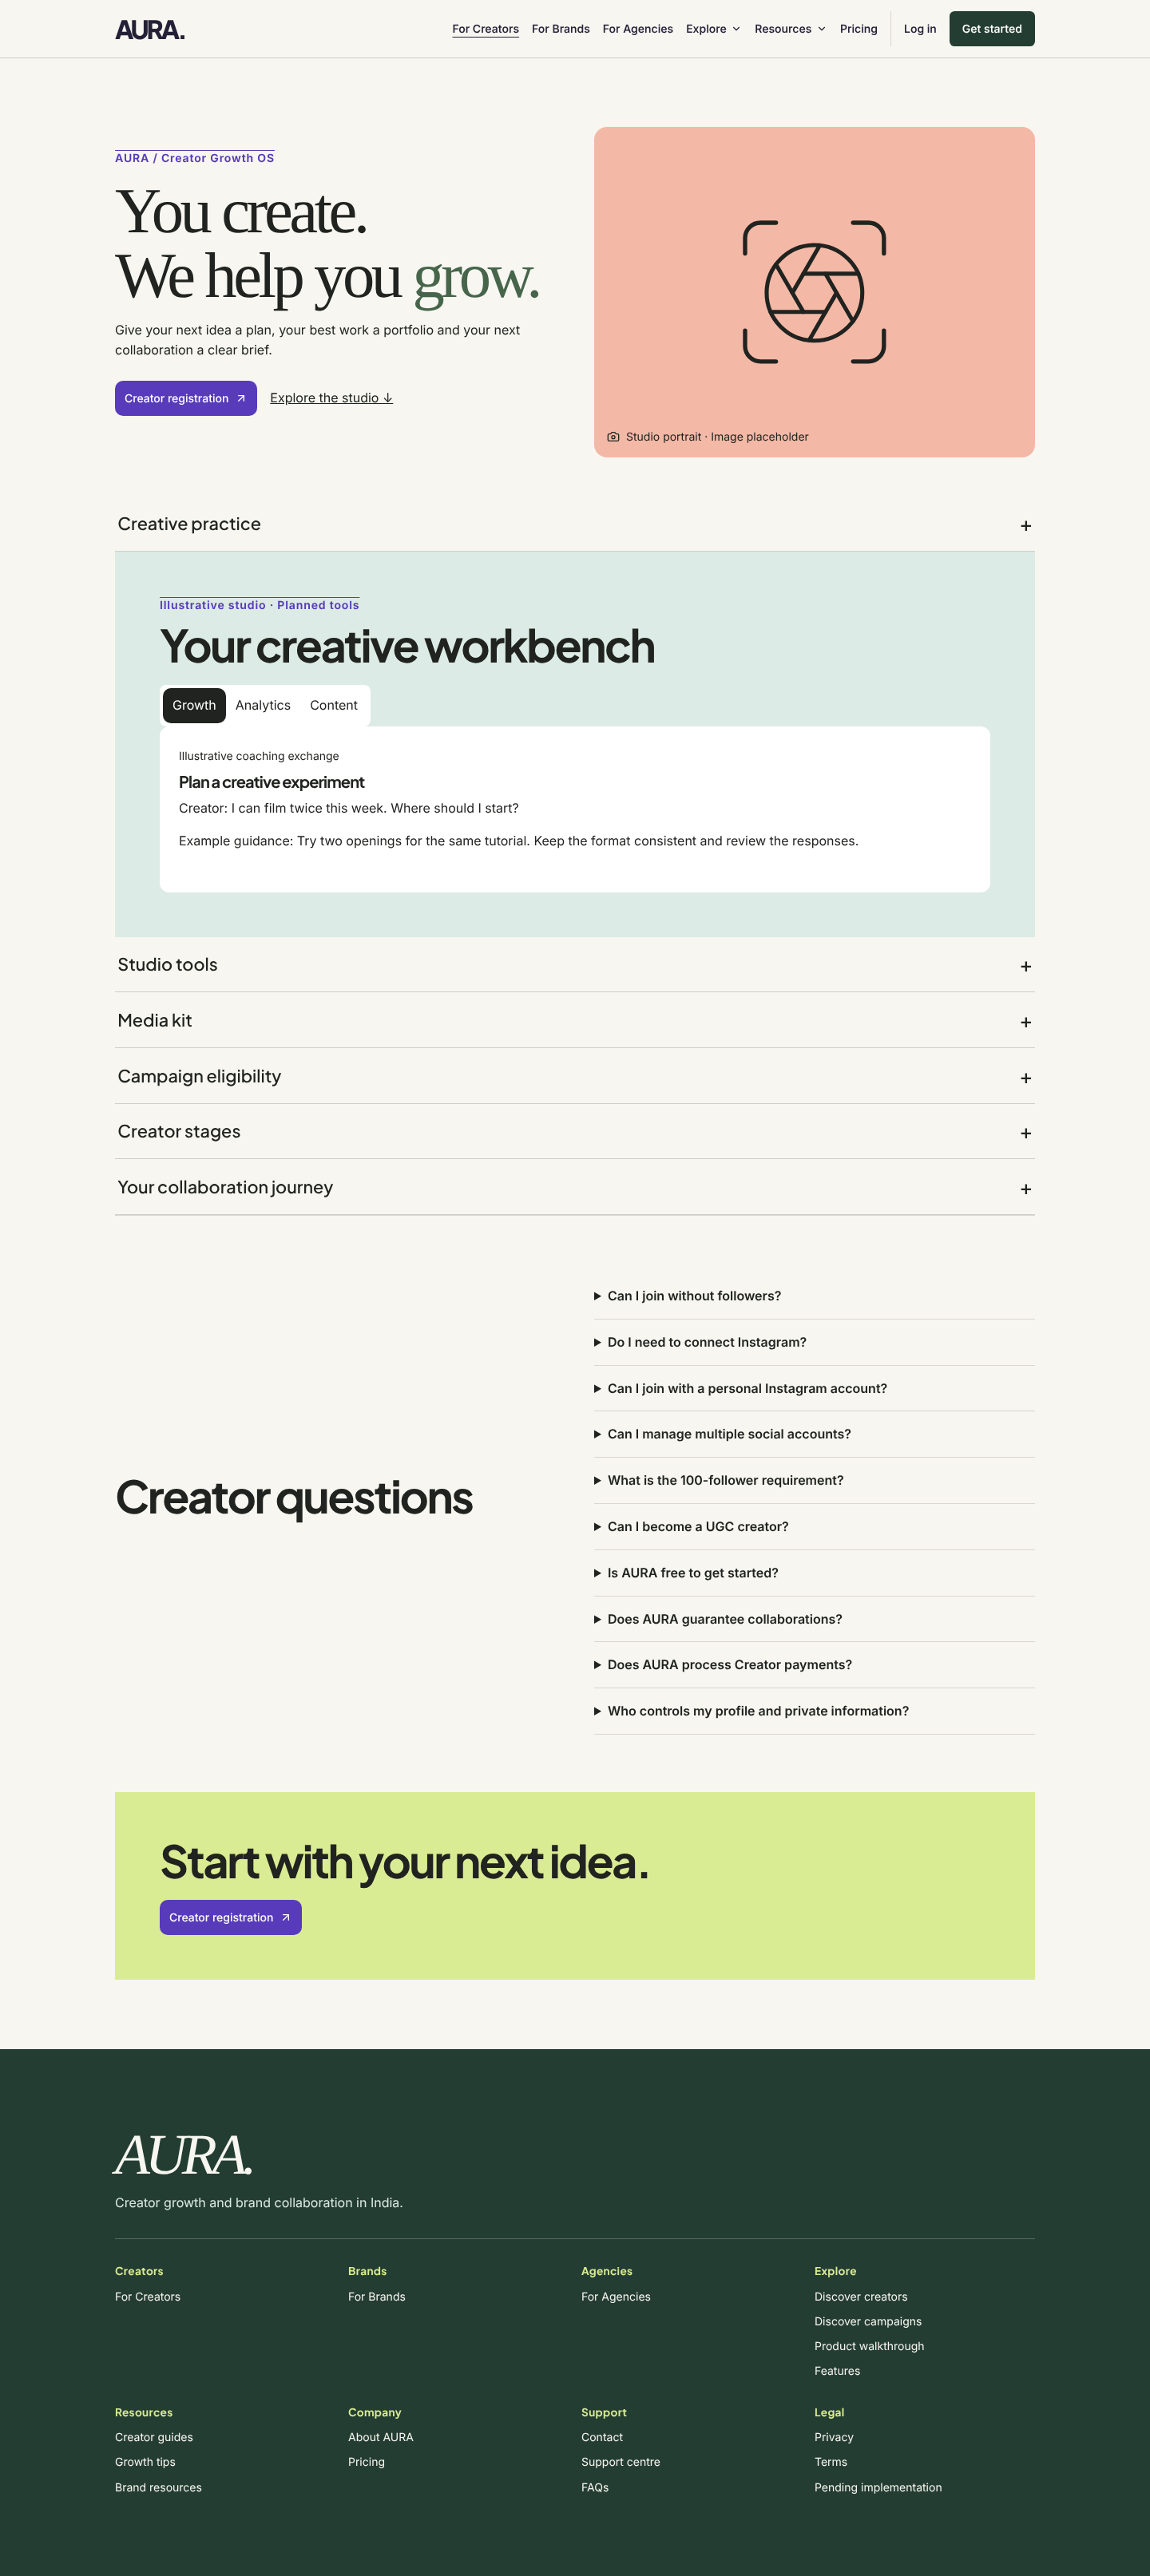 AURA.
For Creators
For Brands
For Agencies
Explore
Resources
Pricing
Log in
Get started
AURA / Creator Growth OS
You create.
We help you grow.
Give your next idea a plan, your best work a portfolio and your next
collaboration a clear brief.
Creator registration
Explore the studio ↓
Studio portrait · Image placeholder
Creative practice
+
Illustrative studio · Planned tools
Your creative workbench
Growth
Analytics
Content
Illustrative coaching exchange
Plan a creative experiment
Creator: I can film twice this week. Where should I start?
Example guidance: Try two openings for the same tutorial. Keep the format consistent and review the responses.
Studio tools
+
Media kit
+
Campaign eligibility
+
Creator stages
+
Your collaboration journey
+
Creator questions
Can I join without followers?
Do I need to connect Instagram?
Can I join with a personal Instagram account?
Can I manage multiple social accounts?
What is the 100-follower requirement?
Can I become a UGC creator?
Is AURA free to get started?
Does AURA guarantee collaborations?
Does AURA process Creator payments?
Who controls my profile and private information?
Start with your next idea.
Creator registration
AURA.
Creator growth and brand collaboration in India.
Creators
For Creators
Brands
For Brands
Agencies
For Agencies
Explore
Discover creators
Discover campaigns
Product walkthrough
Features
Resources
Creator guides
Growth tips
Brand resources
Company
About AURA
Pricing
Support
Contact
Support centre
FAQs
Legal
Privacy
Terms
Pending implementation